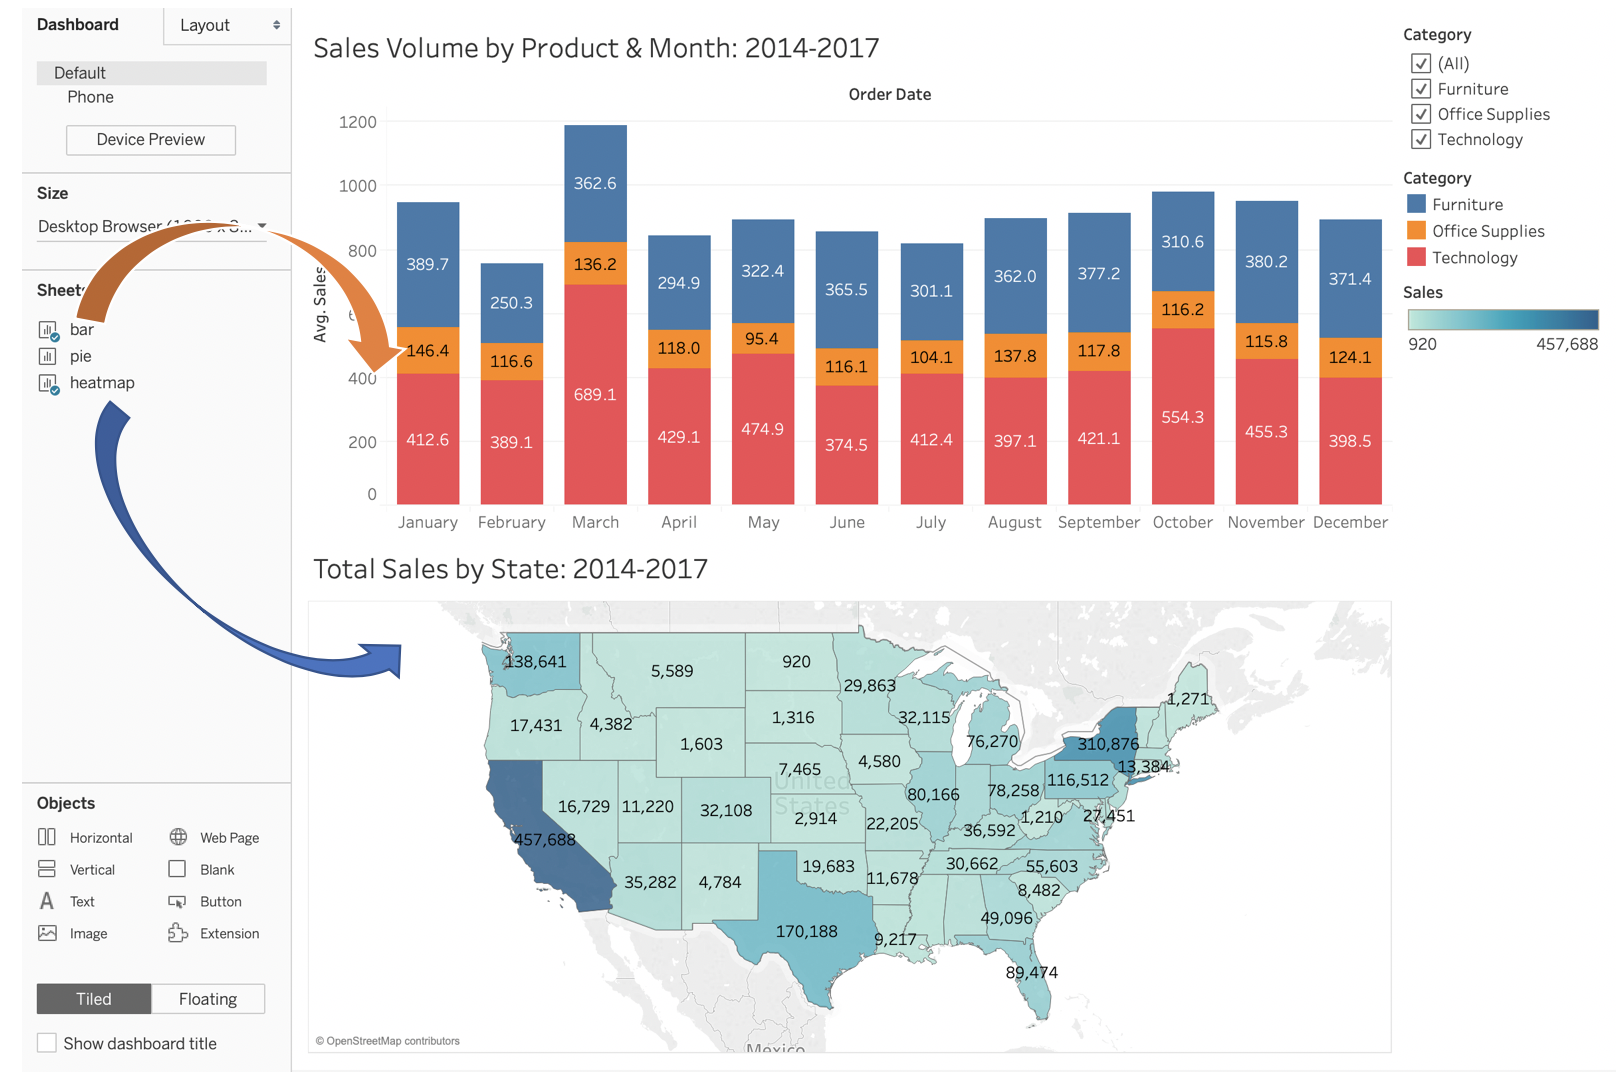 Dashboard
Layout
Default
Phone
Device Preview
Size
Desktop Browser
Sheets
bar
pie
heatmap
Objects
Horizontal
Web Page
Vertical
Blank
Text
Button
Image
Extension
Tiled
Floating
Show dashboard title
Sales Volume by Product & Month: 2014-2017
Order Date
Avg. Sales
1200
1000
800
400
200
0
389.7
250.3
362.6
294.9
322.4
365.5
301.1
362.0
377.2
310.6
380.2
371.4
146.4
116.6
136.2
118.0
95.4
116.1
104.1
137.8
117.8
116.2
115.8
124.1
412.6
389.1
689.1
429.1
474.9
374.5
412.4
397.1
421.1
554.3
455.3
398.5
January
February
March
April
May
June
July
August
September
October
November
December
Total Sales by State: 2014-2017
138,641
5,589
920
29,863
1,271
17,431
4,382
1,316
32,115
1,603
76,270
310,876
7,465
4,580
13,384
United
States
16,729
11,220
32,108
2,914
80,166
78,258
116,512
22,205
36,592
1,210
27,451
457,688
35,282
4,784
19,683
11,678
30,662
55,603
8,482
170,188
9,217
49,096
89,474
Mexico
© OpenStreetMap contributors
Category
(All)
Furniture
Office Supplies
Technology
Category
Furniture
Office Supplies
Technology
Sales
920
457,688